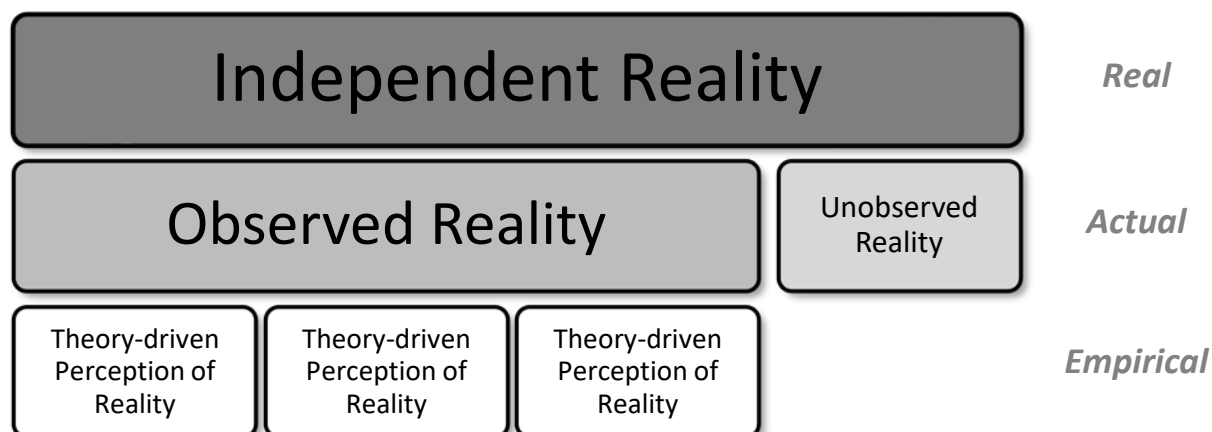 Independent Reality
Real
Observed Reality
Unobserved
Reality
Actual
Theory-driven
Perception of
Reality
Theory-driven
Perception of
Reality
Theory-driven
Perception of
Reality
Empirical